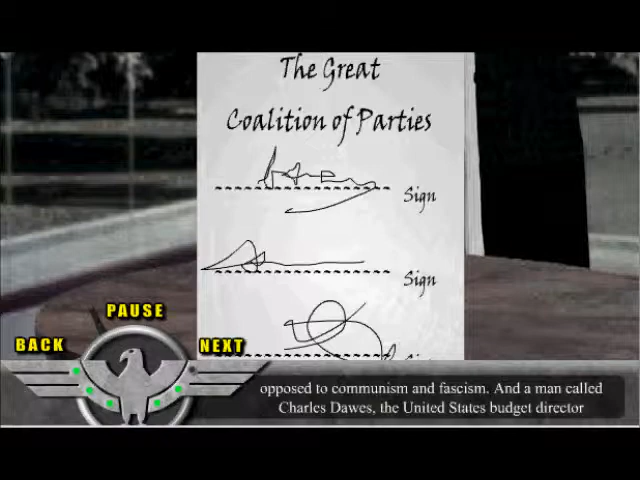 The Great
Coalition of Parties
Sign
Sign
PAUSE
BACK
NEXT
opposed to communism and fascism. And a man called
Charles Dawes, the United States budget director